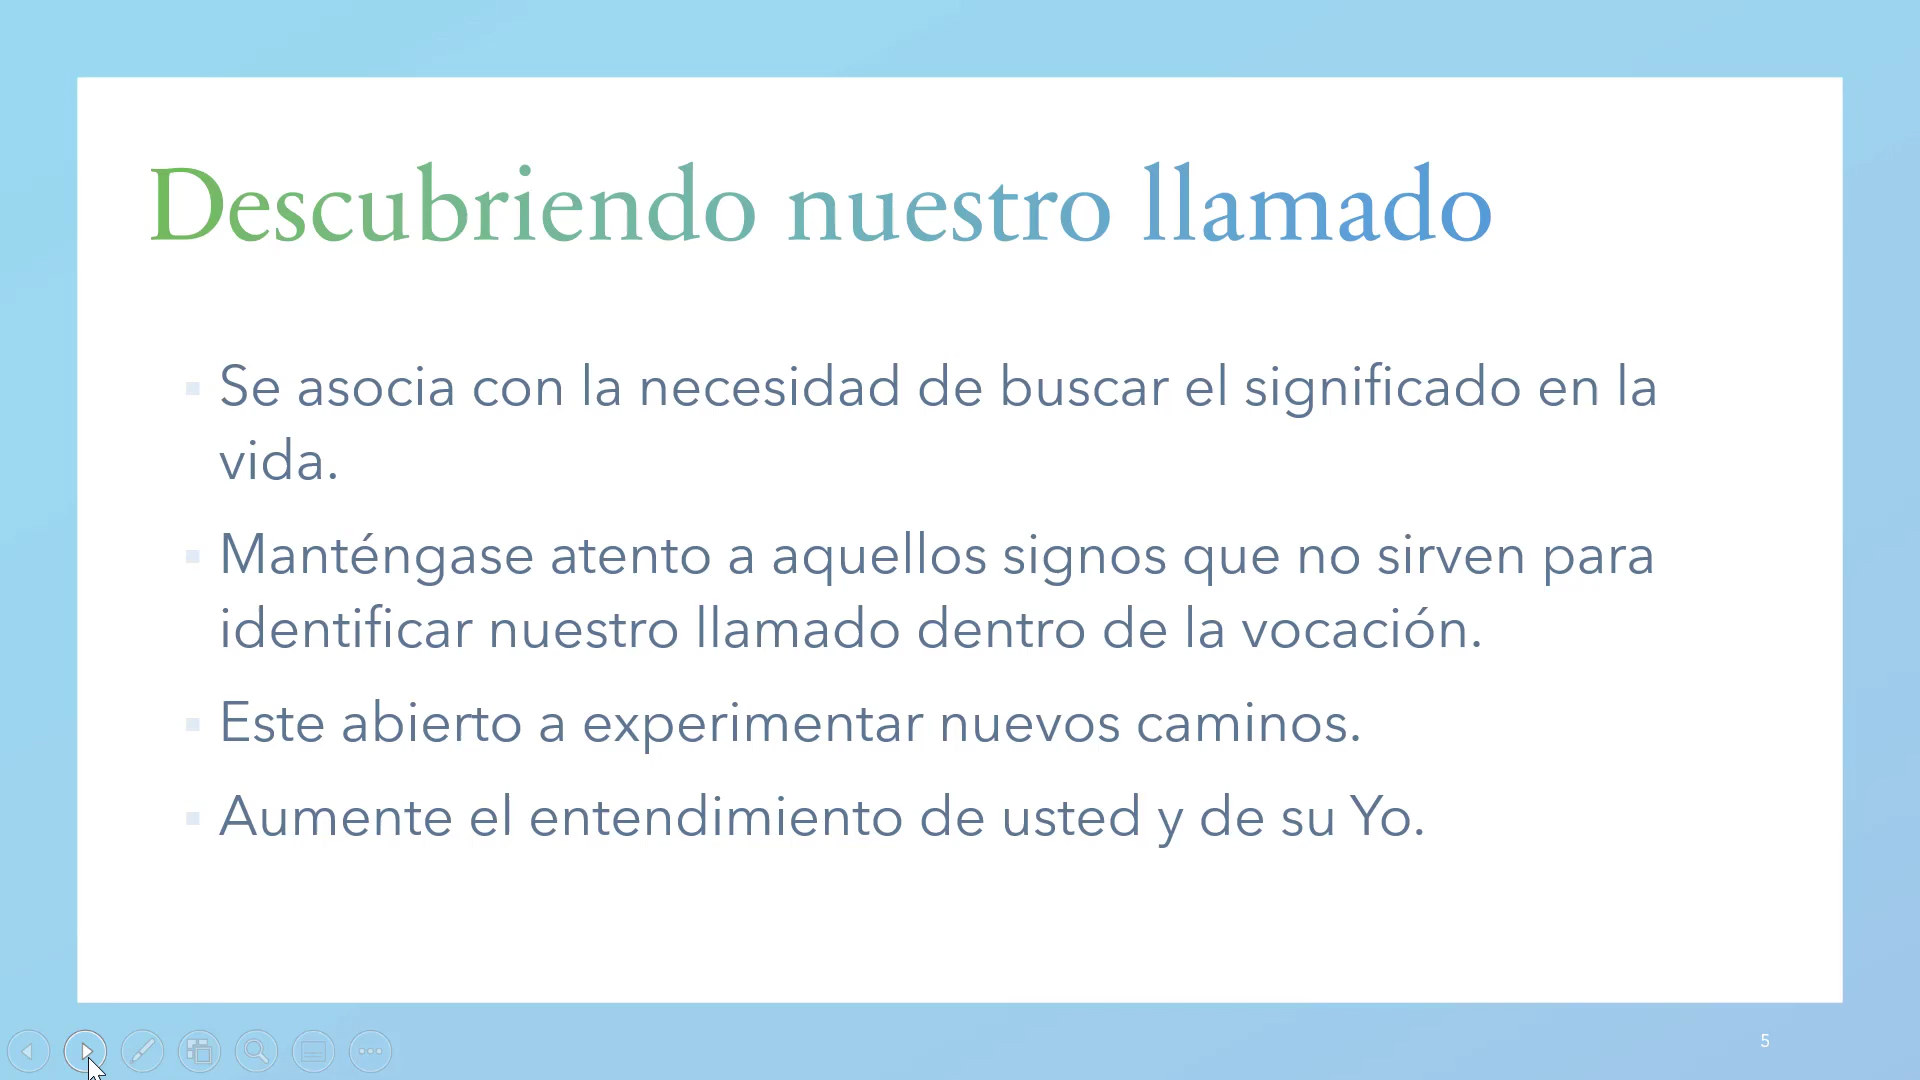 Descubriendo nuestro llamado
Se asocia con la necesidad de buscar el significado en la
vida.
Manténgase atento a aquellos signos que no sirven para
identificar nuestro llamado dentro de la vocación.
Este abierto a experimentar nuevos caminos.
Aumente el entendimiento de usted y de su Yo.
5